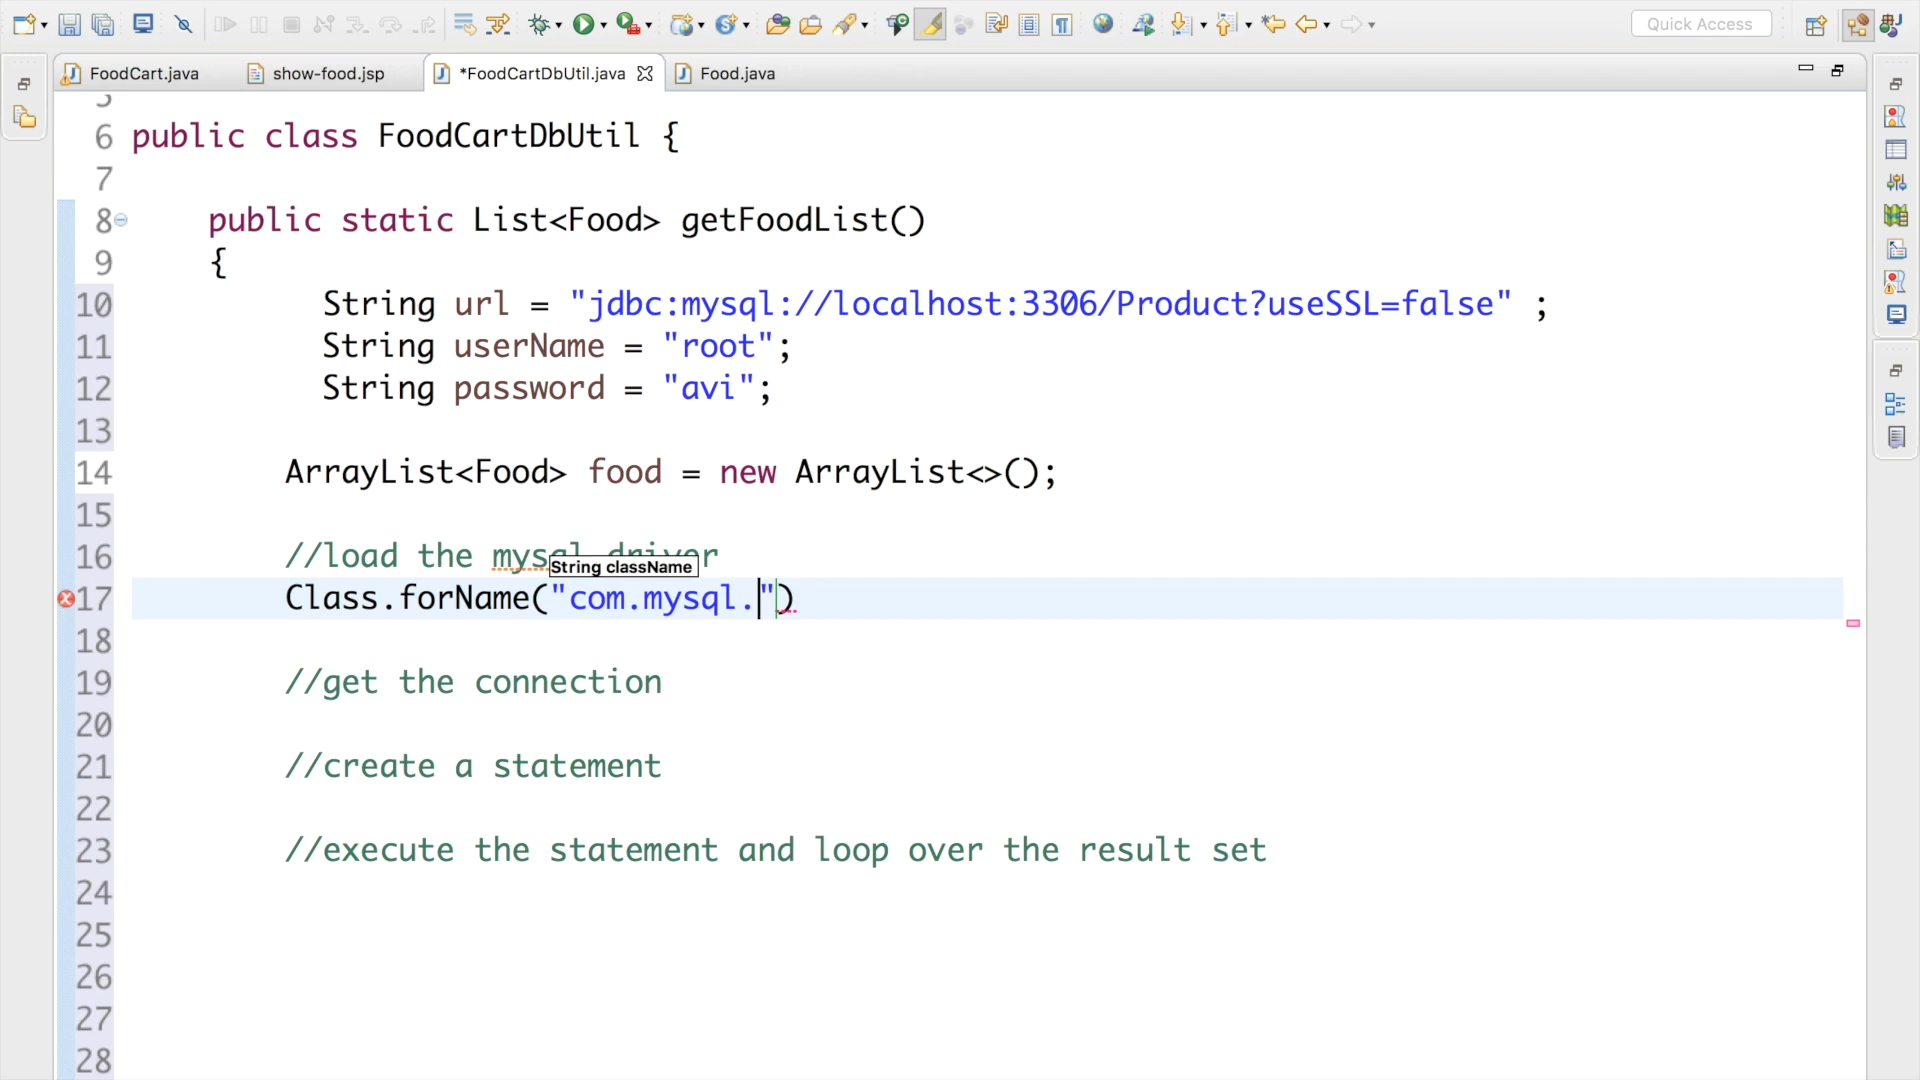 Quick Access
FoodCart.java
show-food.jsp
*FoodCartDbUtil.java
Food.java
6 public class FoodCartDbUtil {
7
8 public static List<Food> getFoodList()
9 {
10 String url = "jdbc:mysql://localhost:3306/Product?useSSL=false" ;
11 String userName = "root";
12 String password = "avi";
13
14 ArrayList<Food> food = new ArrayList<>();
15
16 //load the mysql driver
String className
17 Class.forName("com.mysql.")
18
19 //get the connection
20
21 //create a statement
22
23 //execute the statement and loop over the result set
24
25
26
27
28